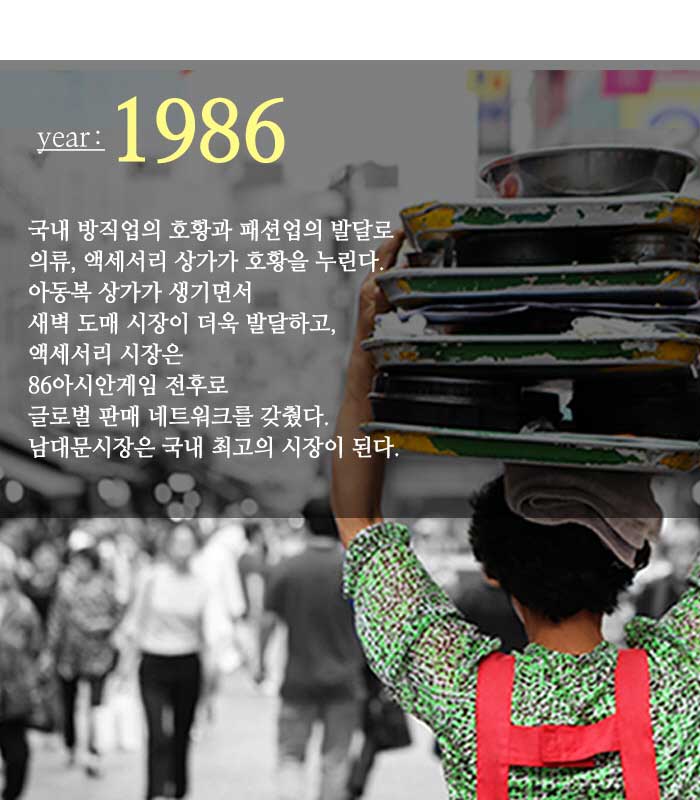 year: 1986
국내 방직업의 호황과 패션업의 발달로
의류, 액세서리 상가가 호황을 누린다.
아동복 상가가 생기면서
새벽 도매 시장이 더욱 발달하고,
액세서리 시장은
86아시안게임 전후로
글로벌 판매 네트워크를 갖췄다.
남대문시장은 국내 최고의 시장이 된다.